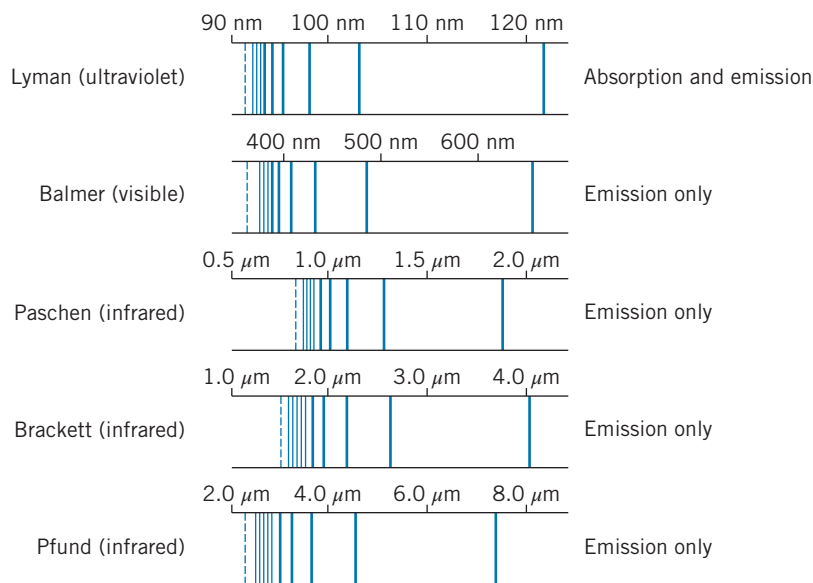 90 nm 100 nm 110 nm 120 nm
Lyman (ultraviolet) Absorption and emission
400 nm 500 nm 600 nm
Balmer (visible) Emission only
0.5 μm 1.0 μm 1.5 μm 2.0 μm
Paschen (infrared) Emission only
1.0 μm 2.0 μm 3.0 μm 4.0 μm
Brackett (infrared) Emission only
2.0 μm 4.0 μm 6.0 μm 8.0 μm
Pfund (infrared) Emission only